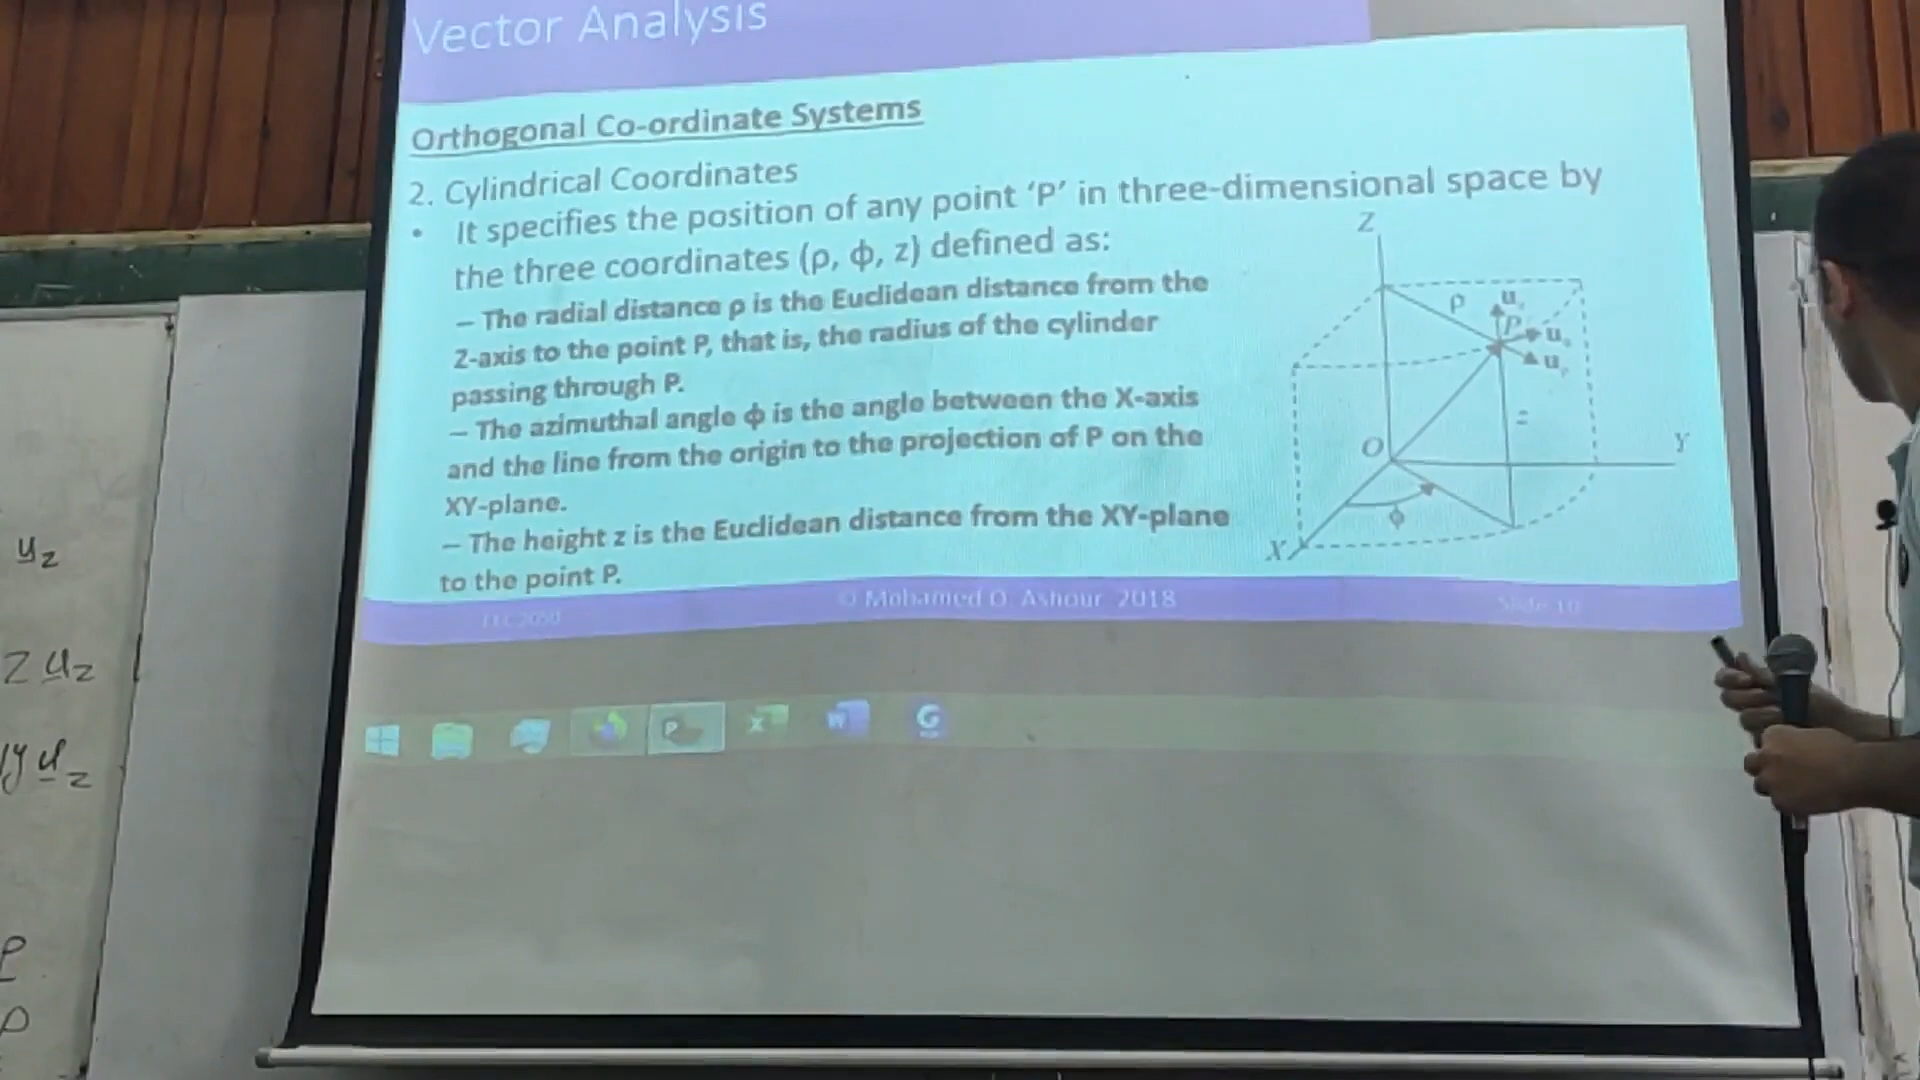 Vector Analysis
Orthogonal Co-ordinate Systems
2. Cylindrical Coordinates
• It specifies the position of any point ‘P’ in three-dimensional space by
the three coordinates (ρ, ϕ, z) defined as:
– The radial distance ρ is the Euclidean distance from the
Z-axis to the point P, that is, the radius of the cylinder
passing through P.
– The azimuthal angle ϕ is the angle between the X-axis
and the line from the origin to the projection of P on the
XY-plane.
– The height z is the Euclidean distance from the XY-plane
to the point P.
Z
ρ
u
P
u
u
z
O
Y
ϕ
X
© Mohamed O. Ashour 2018
Slide 10
u z
z u z
u z
ρ
ρ